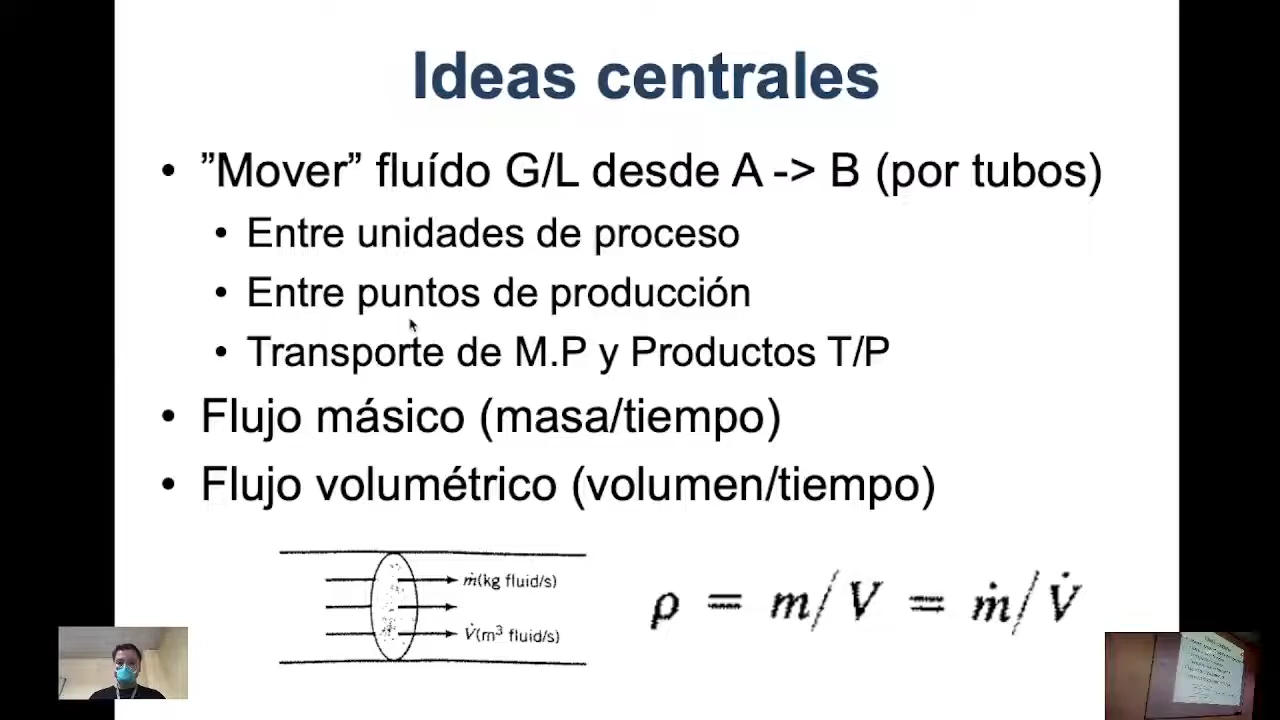 Ideas centrales
• ”Mover” fluído G/L desde A -> B (por tubos)
• Entre unidades de proceso
• Entre puntos de producción
• Transporte de M.P y Productos T/P
• Flujo másico (masa/tiempo)
• Flujo volumétrico (volumen/tiempo)
ṁ(kg fluid/s)
V̇(m³ fluid/s)
ρ = m/V = ṁ/V̇